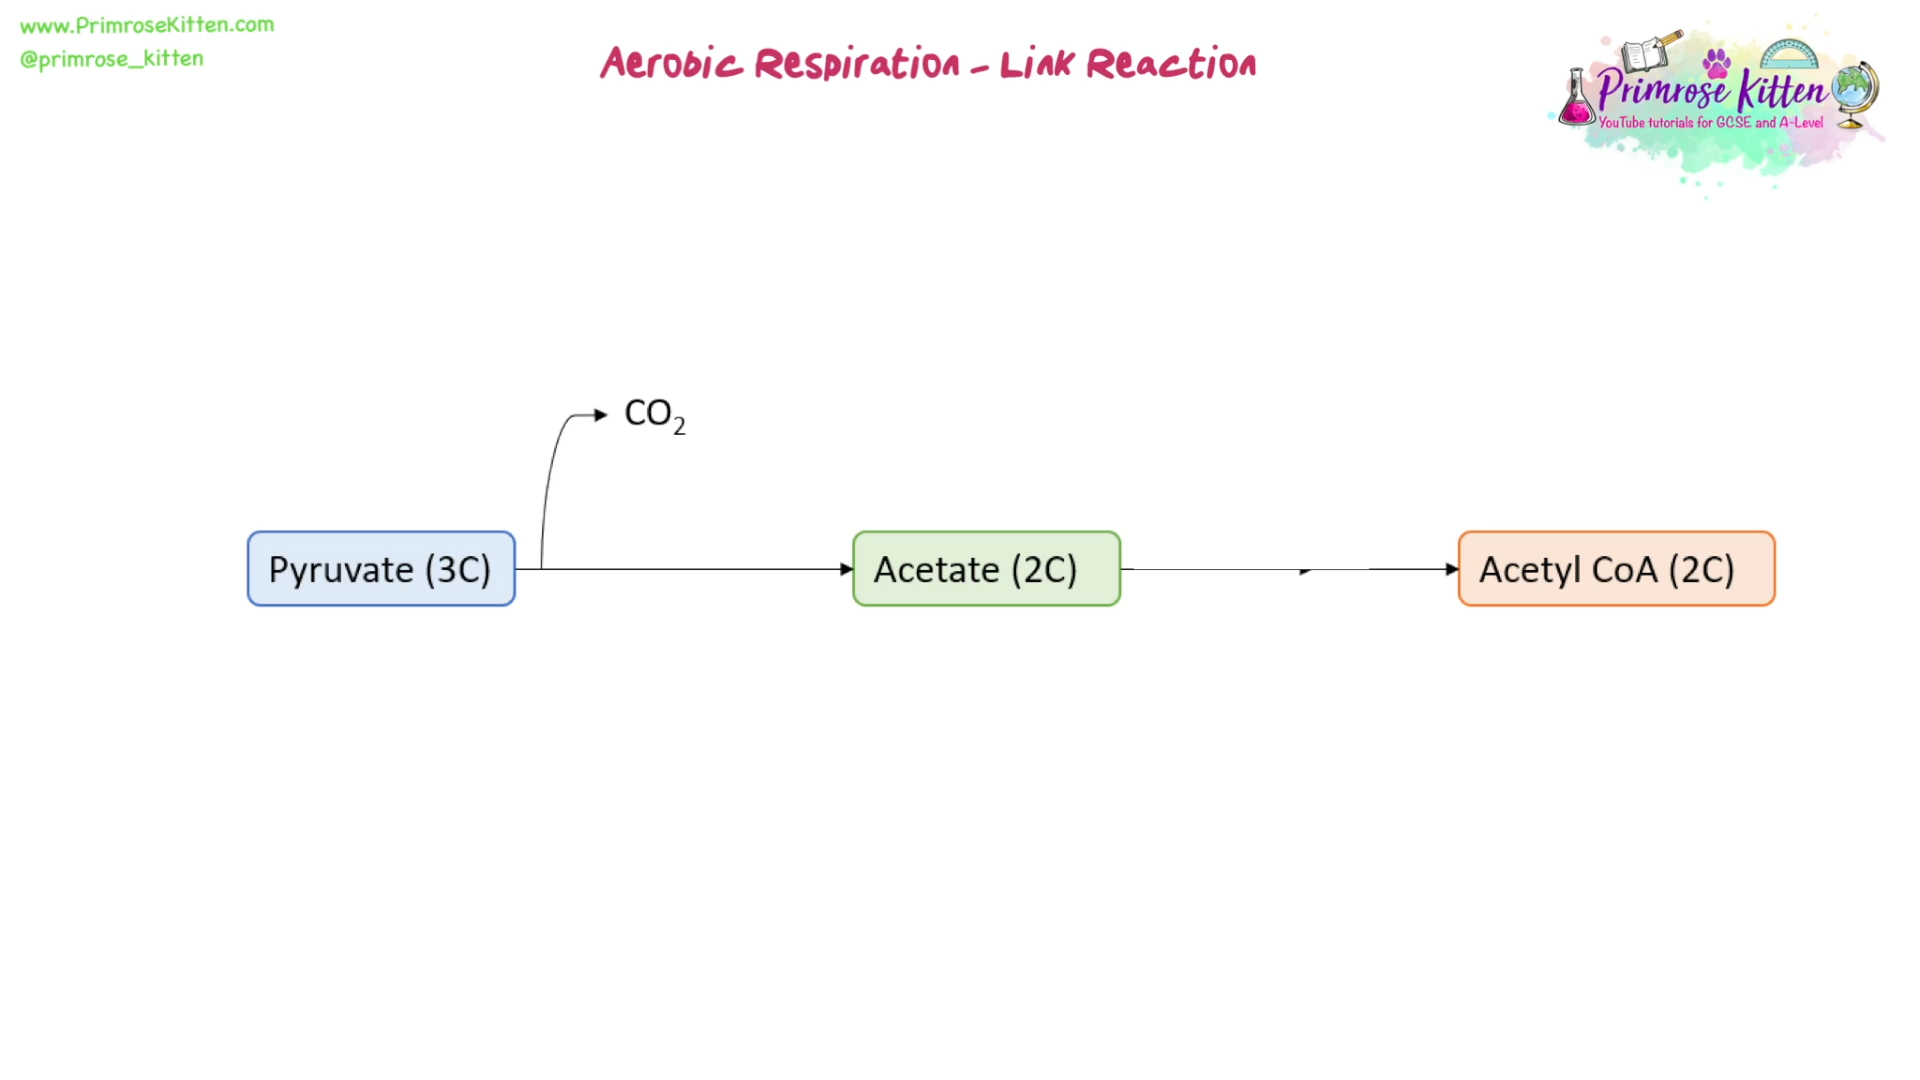 www.PrimroseKitten.com
@primrose_kitten
Aerobic Respiration - Link Reaction
Primrose Kitten
YouTube tutorials for GCSE and A-Level
CO₂
Pyruvate (3C)
Acetate (2C)
Acetyl CoA (2C)